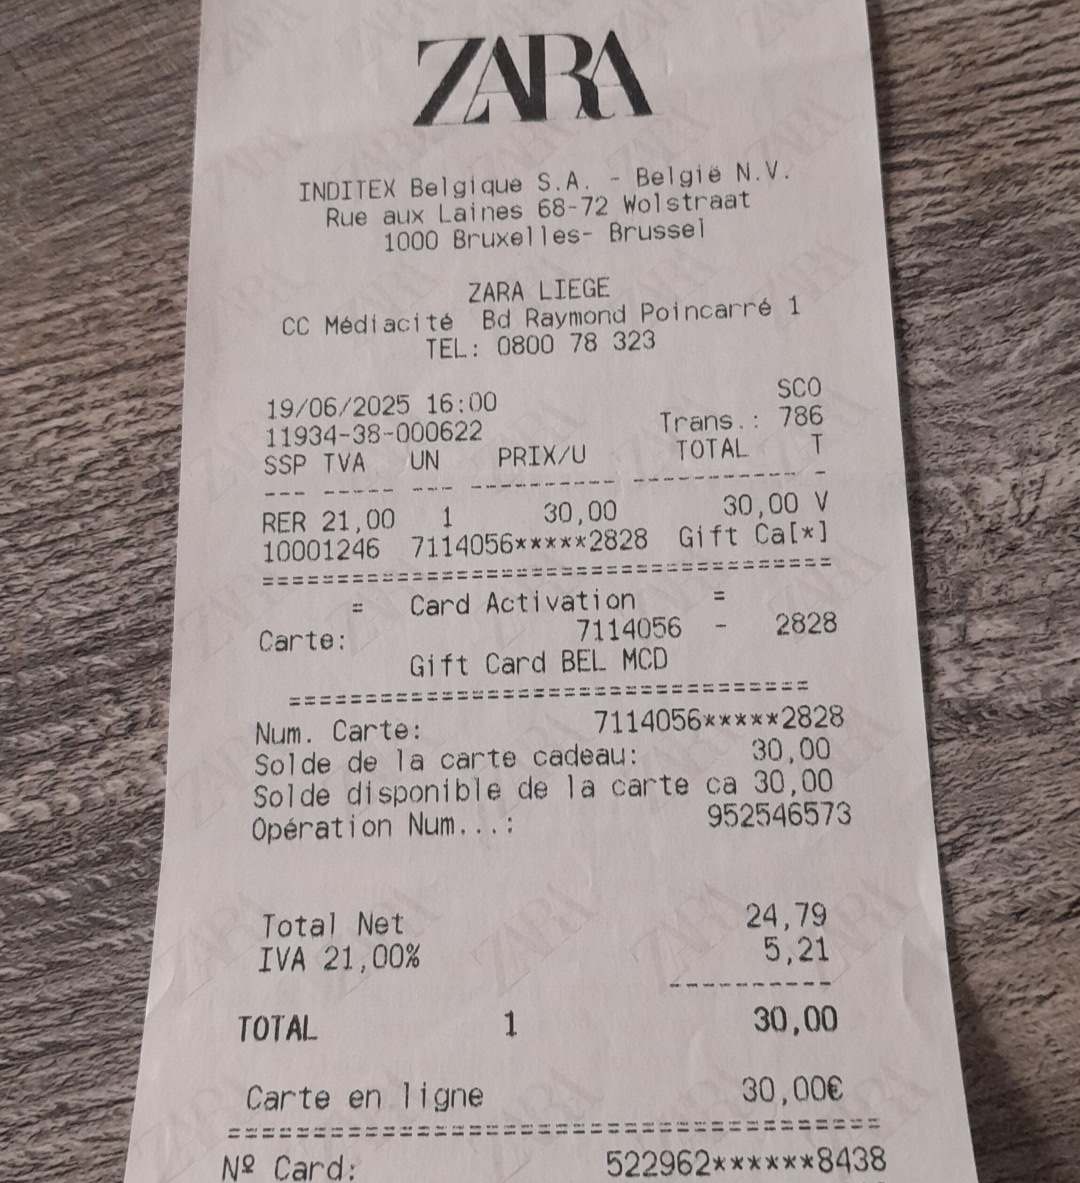 ZARA
INDITEX Belgique S.A. - België N.V.
Rue aux Laines 68-72 Wolstraat
1000 Bruxelles- Brussel
ZARA LIEGE
CC Médiacité Bd Raymond Poincarré 1
TEL: 0800 78 323
19/06/2025 16:00 SCO
11934-38-000622 Trans.: 786
SSP TVA UN PRIX/U TOTAL T
--- ----- --- ---------- ----------- -
RER 21,00 1 30,00 30,00 V
10001246 7114056*****2828 Gift Ca[*]
======================================
= Card Activation =
Carte: 7114056 - 2828
Gift Card BEL MCD
==================================
Num. Carte: 7114056*****2828
Solde de la carte cadeau: 30,00
Solde disponible de la carte ca 30,00
Opération Num...: 952546573
Total Net 24,79
IVA 21,00% 5,21
----------
TOTAL 1 30,00
Carte en ligne 30,00€
========================================
Nº Card: 522962******8438